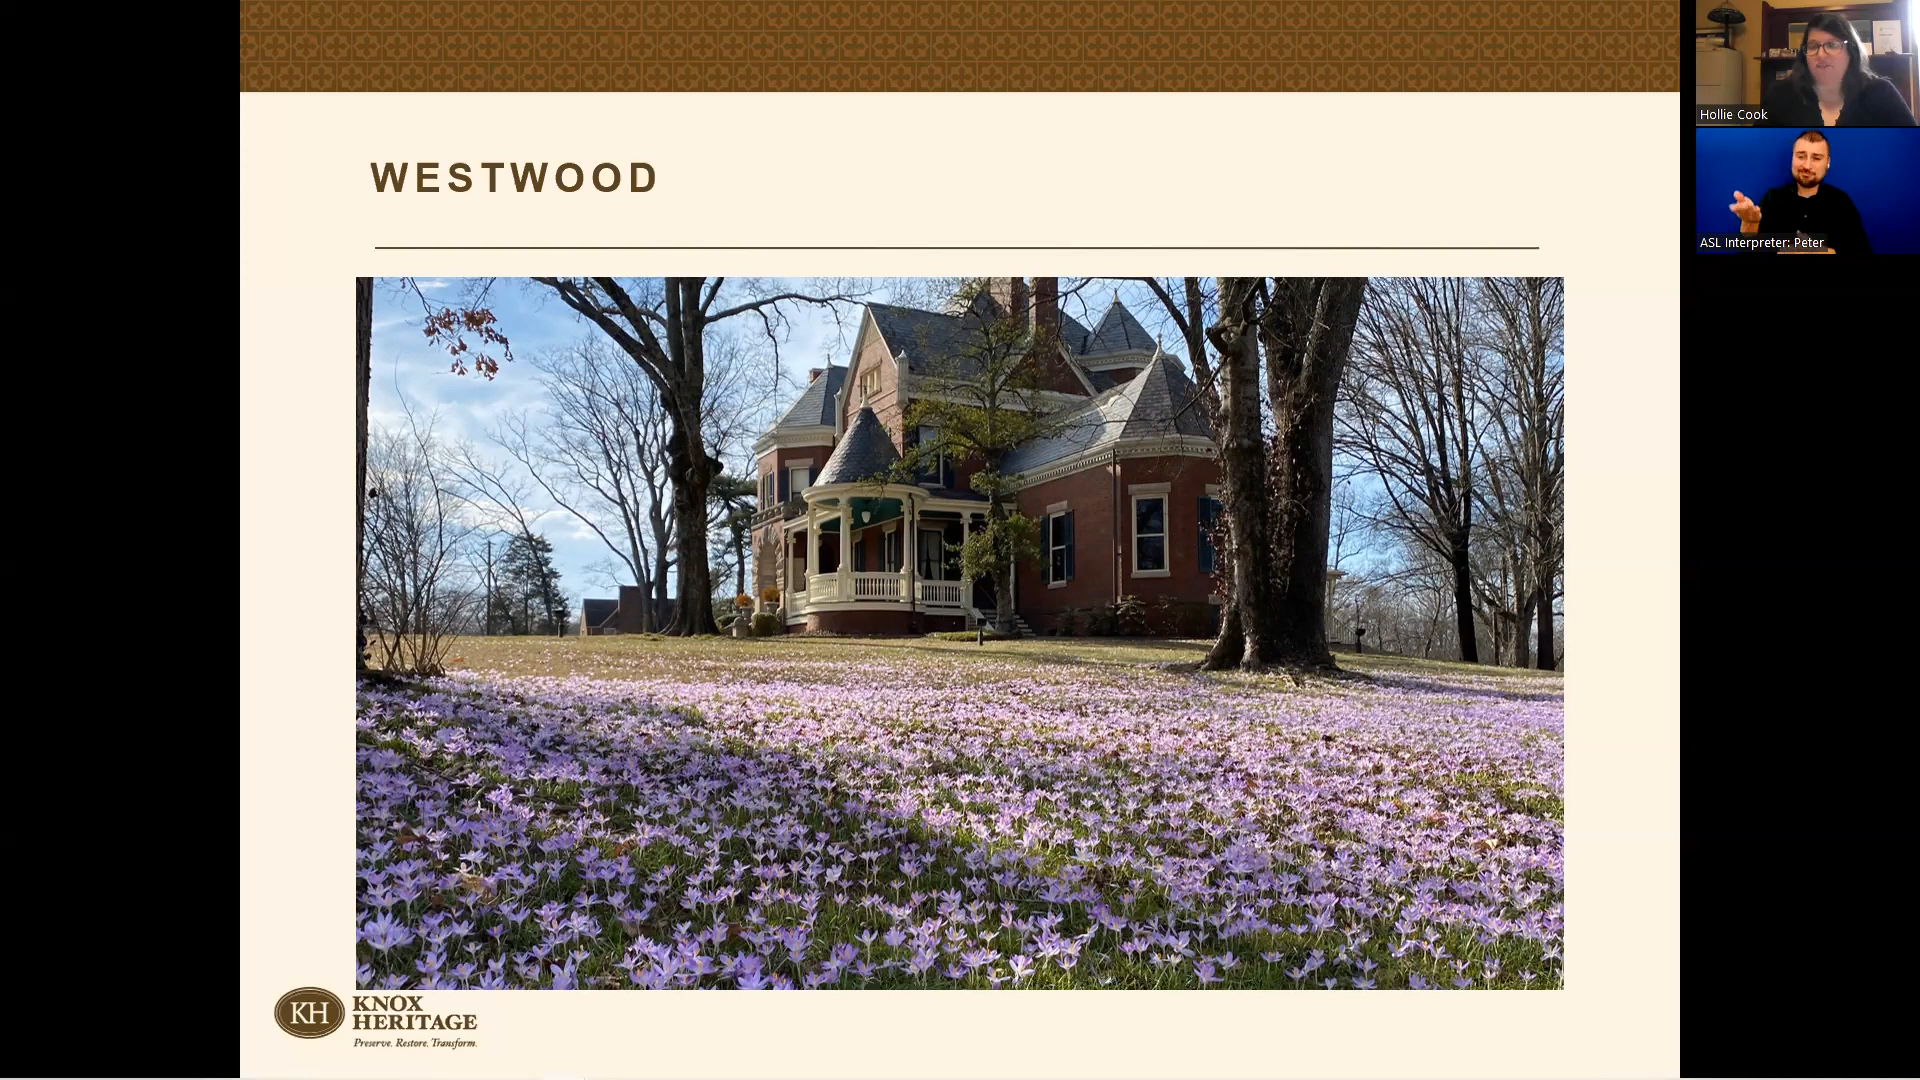 WESTWOOD
Hollie Cook
ASL Interpreter: Peter
KH
KNOX
HERITAGE
Preserve. Restore. Transform.